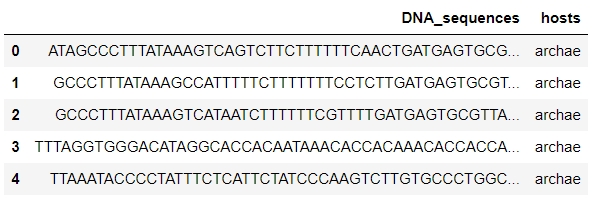 DNA_sequences hosts
0 ATAGCCCTTTATAAAGTCAGTCTTCTTTTTTCAACTGATGAGTGCG... archae
1 GCCCTTTATAAAGCCATTTTTCTTTTTTTCCTCTTGATGAGTGCGT... archae
2 GCCCTTTATAAAGTCATAATCTTTTTTCGTTTTGATGAGTGCGTTA... archae
3 TTTAGGTGGGACATAGGCACCACAATAAACACCACAAACACCACCA... archae
4 TTAAATACCCCTATTTCTCATTCTATCCCAAGTCTTGTGCCCTGGC... archae